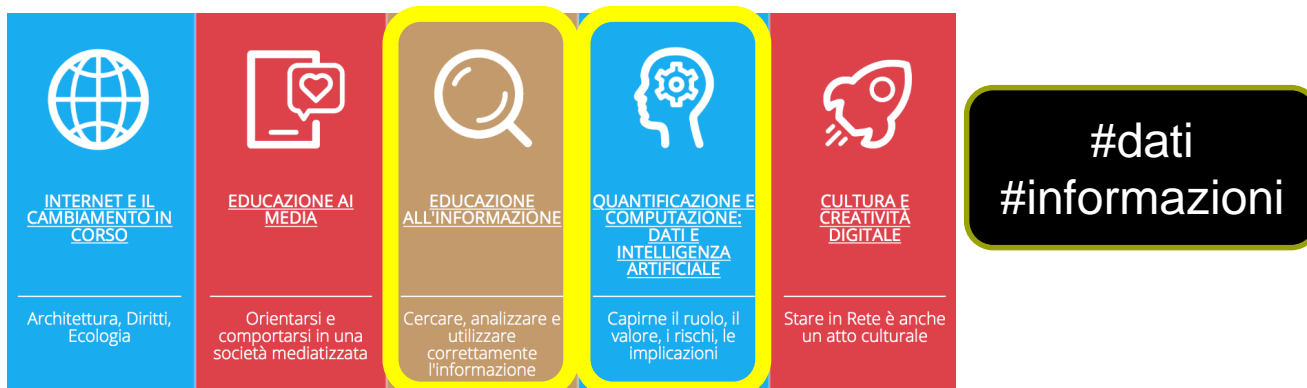 INTERNET E IL
CAMBIAMENTO IN
CORSO
Architettura, Diritti,
Ecologia
EDUCAZIONE AI
MEDIA
Orientarsi e
comportarsi in una
società mediatizzata
EDUCAZIONE
ALL'INFORMAZIONE
Cercare, analizzare e
utilizzare
correttamente
l'informazione
QUANTIFICAZIONE E
COMPUTAZIONE:
DATI E
INTELLIGENZA
ARTIFICIALE
Capirne il ruolo, il
valore, i rischi, le
implicazioni
CULTURA E
CREATIVITÀ
DIGITALE
Stare in Rete è anche
un atto culturale
#dati
#informazioni